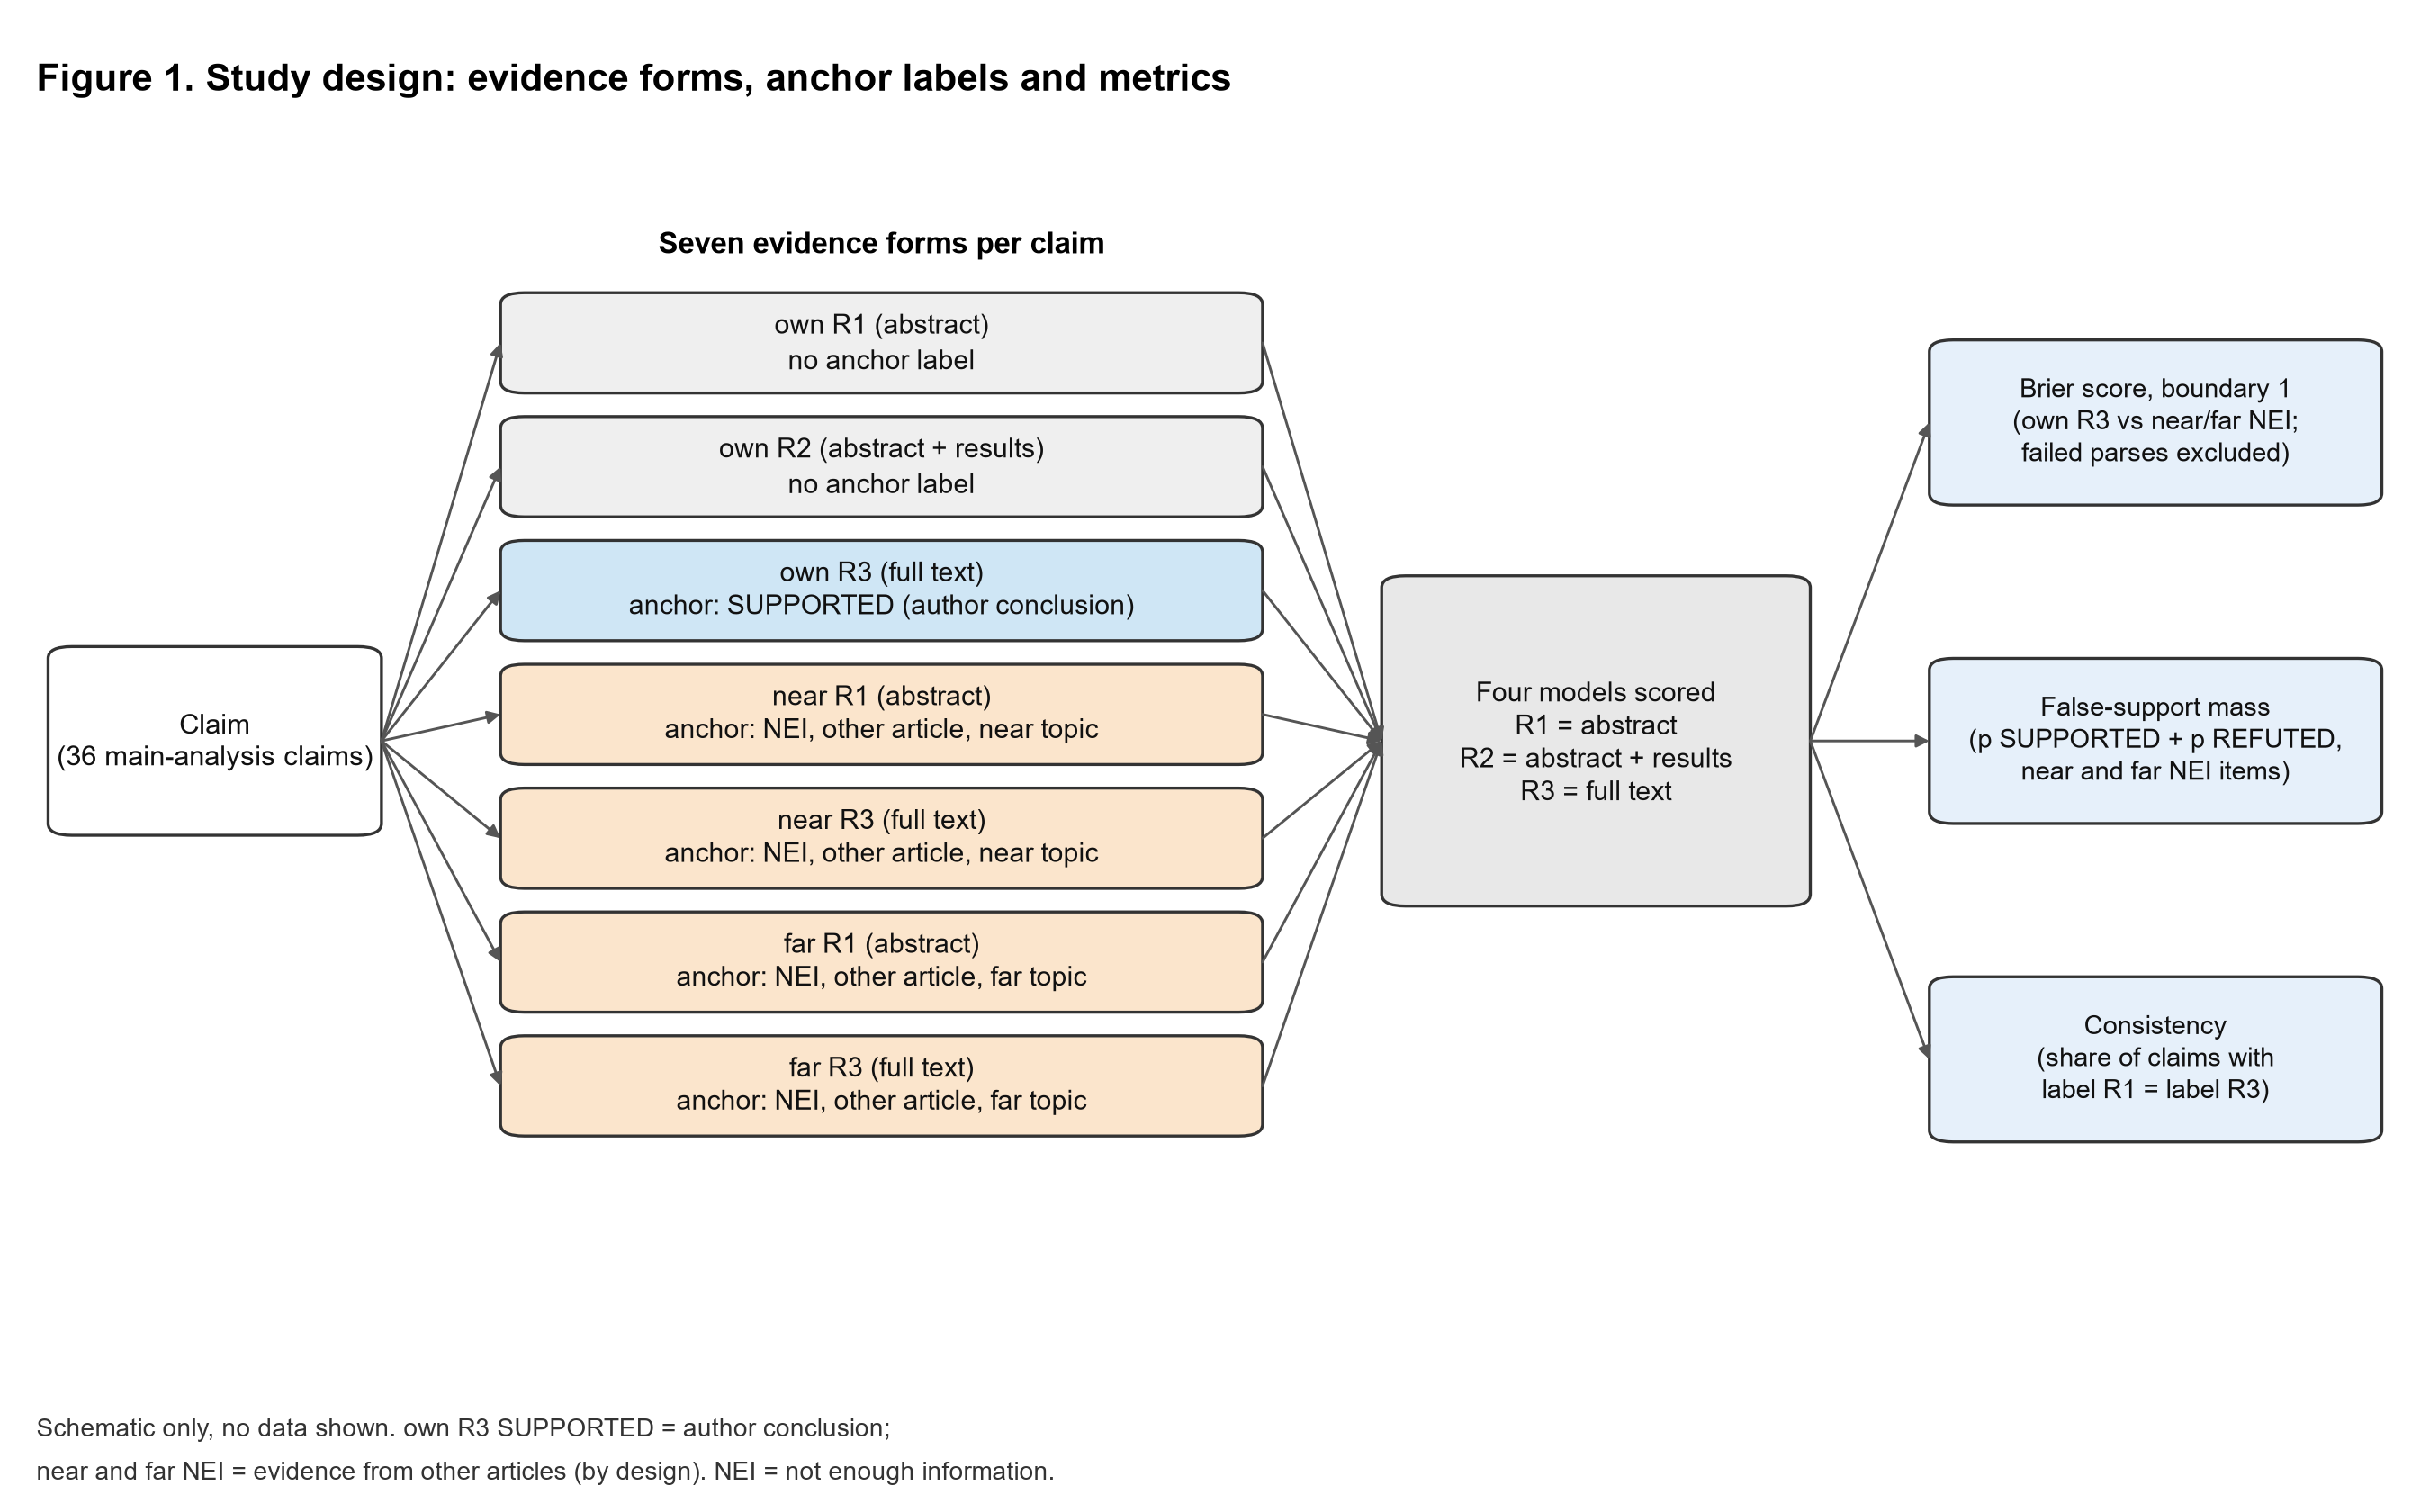 Figure 1. Study design: evidence forms, anchor labels and metrics
Seven evidence forms per claim
Claim
(36 main-analysis claims)
own R1 (abstract)
no anchor label
own R2 (abstract + results)
no anchor label
own R3 (full text)
anchor: SUPPORTED (author conclusion)
near R1 (abstract)
anchor: NEI, other article, near topic
near R3 (full text)
anchor: NEI, other article, near topic
far R1 (abstract)
anchor: NEI, other article, far topic
far R3 (full text)
anchor: NEI, other article, far topic
Four models scored
R1 = abstract
R2 = abstract + results
R3 = full text
Brier score, boundary 1
(own R3 vs near/far NEI;
failed parses excluded)
False-support mass
(p SUPPORTED + p REFUTED,
near and far NEI items)
Consistency
(share of claims with
label R1 = label R3)
Schematic only, no data shown. own R3 SUPPORTED = author conclusion;
near and far NEI = evidence from other articles (by design). NEI = not enough information.